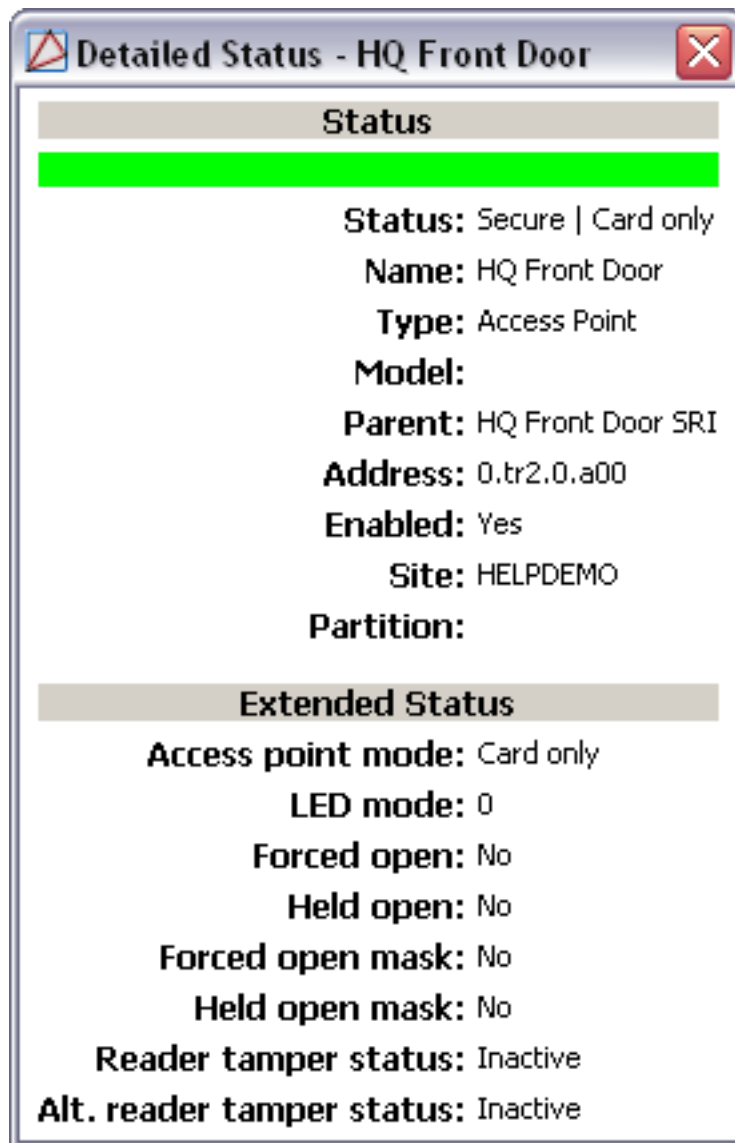 Detailed Status - HQ Front Door
Status
Status: Secure | Card only
Name: HQ Front Door
Type: Access Point
Model:
Parent: HQ Front Door SRI
Address: 0.tr2.0.a00
Enabled: Yes
Site: HELPDEMO
Partition:
Extended Status
Access point mode: Card only
LED mode: 0
Forced open: No
Held open: No
Forced open mask: No
Held open mask: No
Reader tamper status: Inactive
Alt. reader tamper status: Inactive